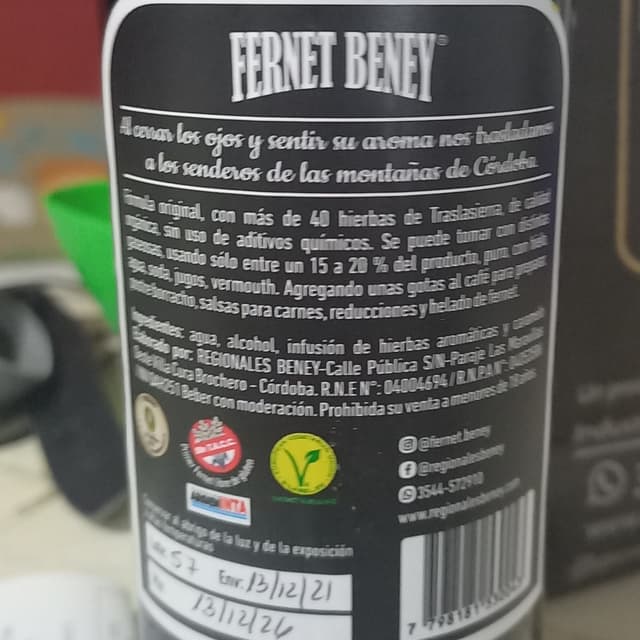 FERNET BENEY
Al cerrar los ojos y sentir su aroma nos trasladamos
a los senderos de las montañas de Córdoba.
Fórmula original, con más de 40 hierbas de Traslasierra, de calidad
orgánica, sin uso de aditivos químicos. Se puede tomar con distintos
usando sólo entre un 15 a 20 % del producto, puro, con hielo,
agua, soda, jugos, vermouth. Agregando unas gotas al café para preparar
salsas para carnes, reducciones y helado de fernet.
Ingredientes: agua, alcohol, infusión de hierbas aromáticas y caramelo
Elaborado por: REGIONALES BENEY-Calle Pública S/N-Paraje Las
Villa Cura Brochero - Córdoba. R.N.E N°: 04004694 / R.N.P.A N°:
Beber con moderación. Prohibida su venta a menores de 18 años
Sin T.A.C.C.
@fernet.beney
@regionalesbeney
3544-572910
www.regionalesbeney.com
Conservar al abrigo de la luz y de la exposición
57 Env: 13/12/21
13/12/26
7 798181